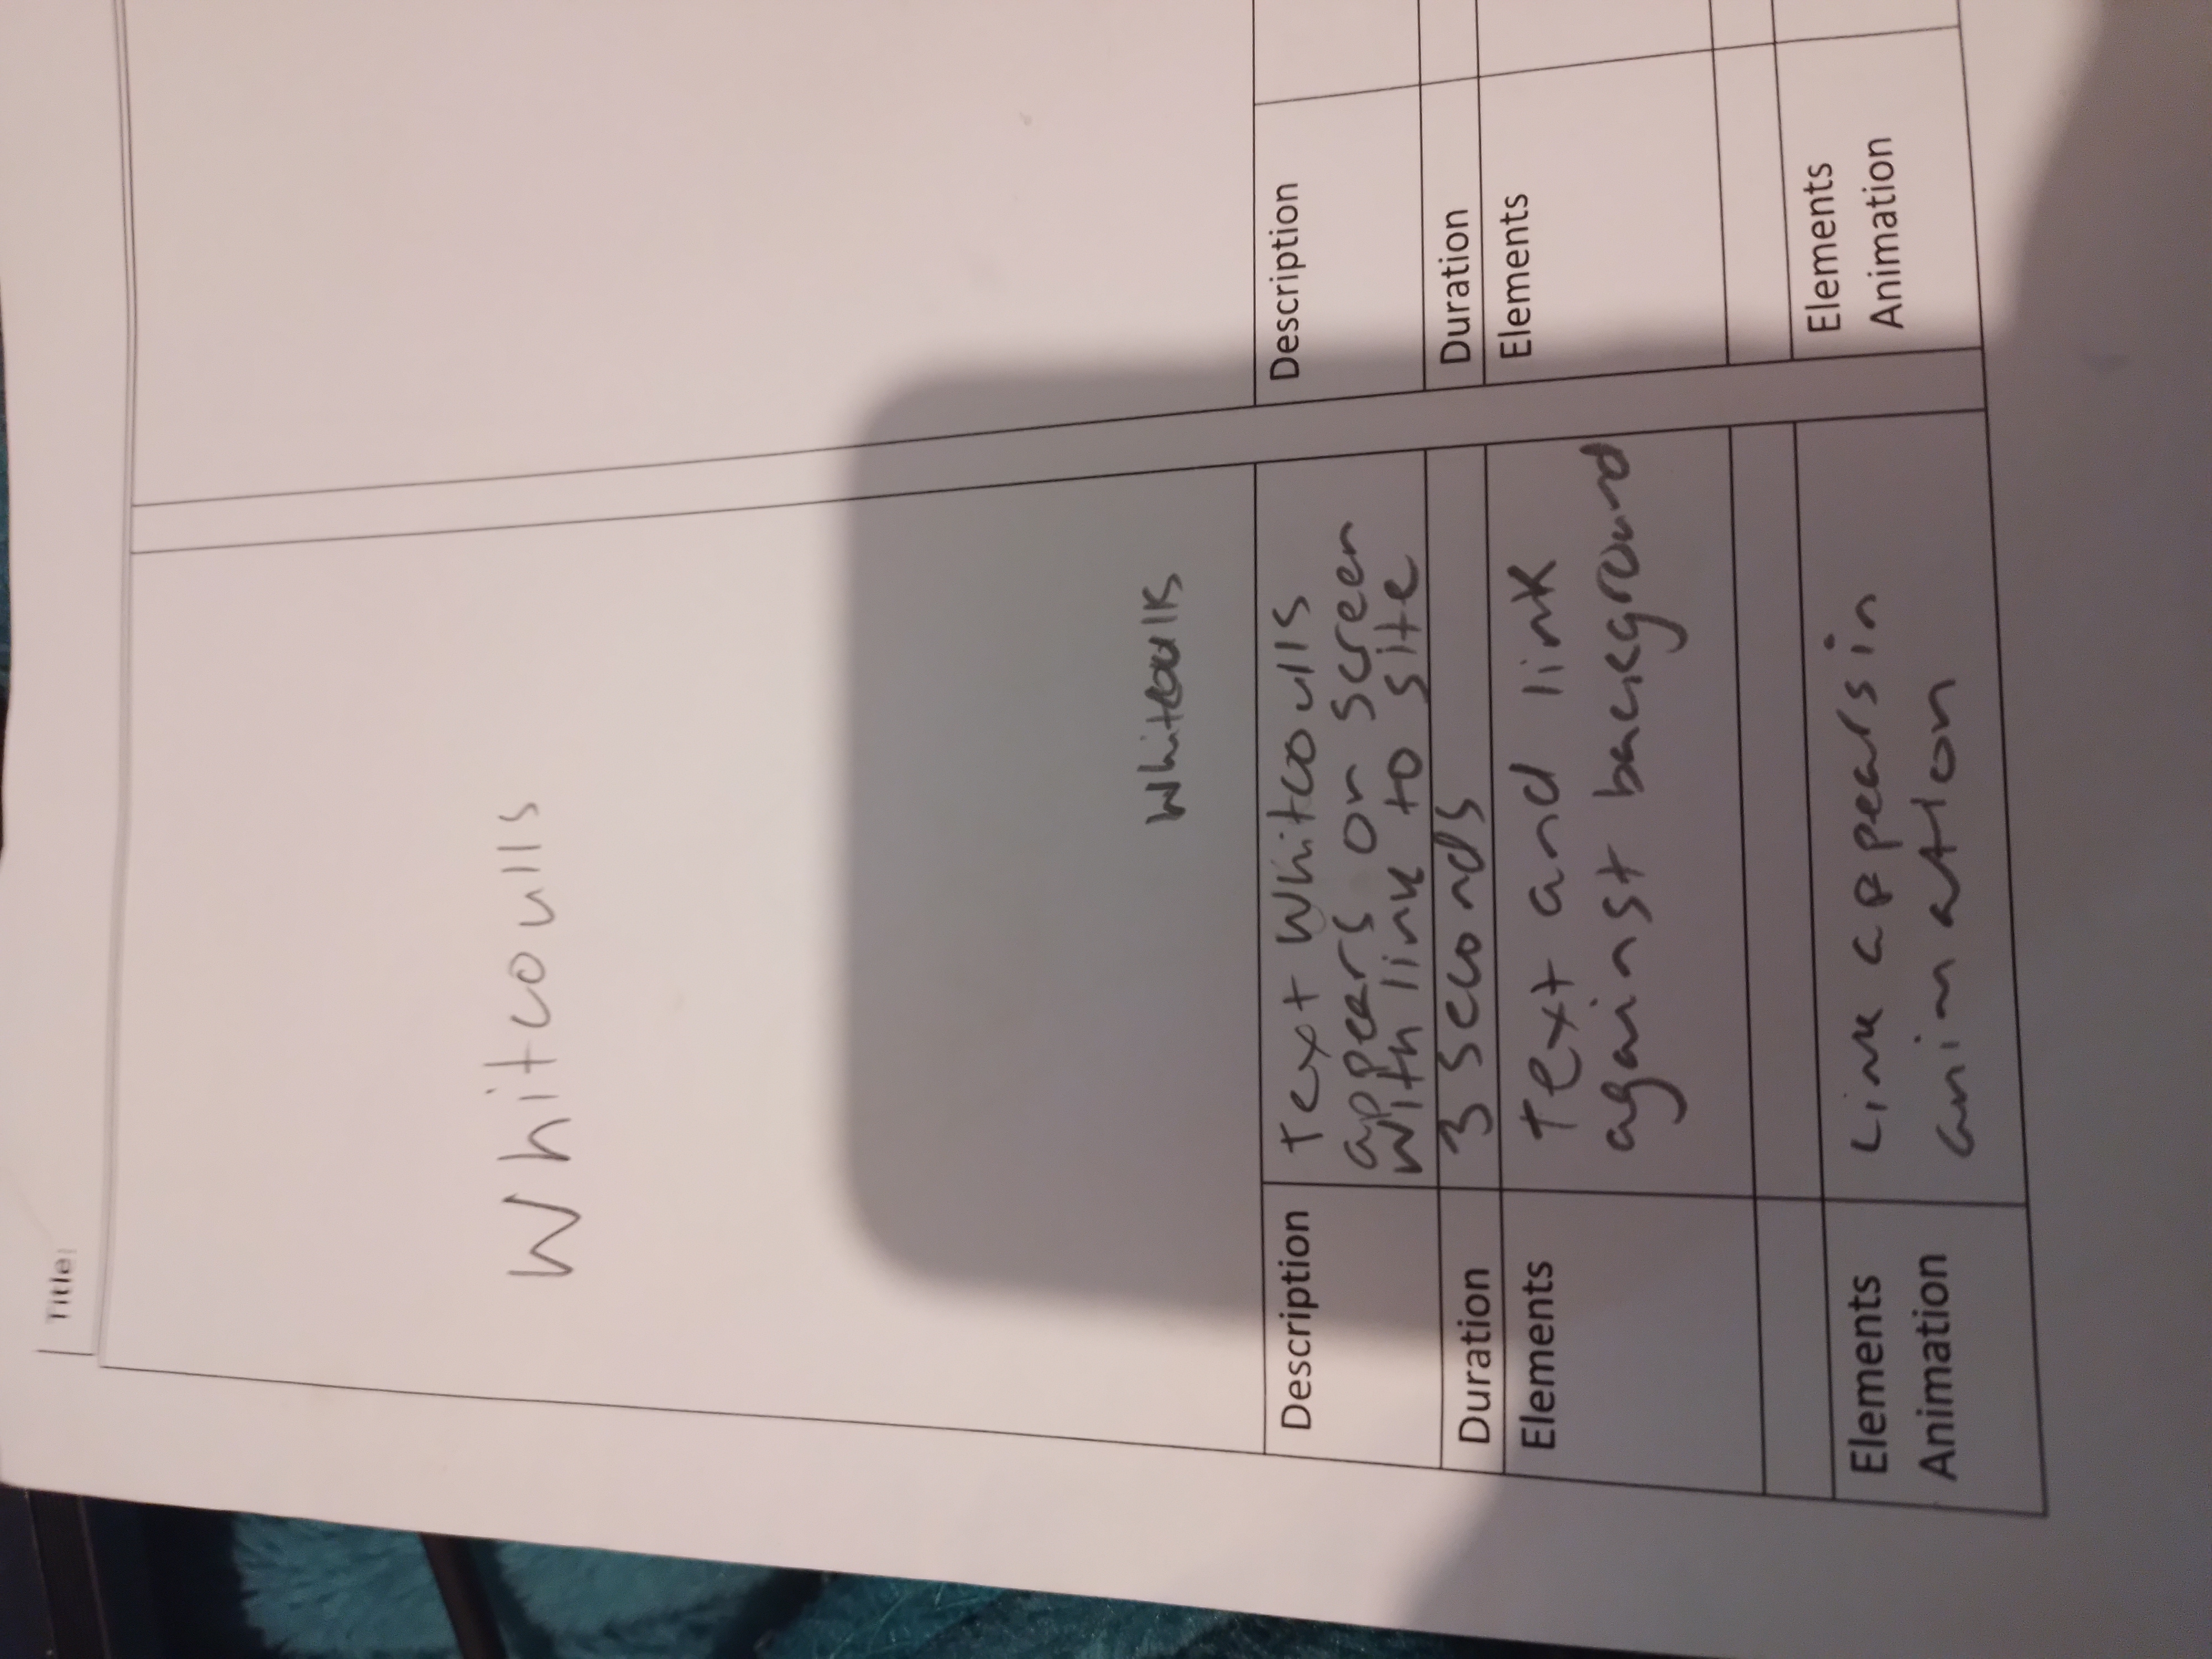 Title:
Whitcoulls
Whitcoulls
Description
Text Whitcoulls
appears on screen
with link to site
Duration
3 seconds
Elements
Text and link
against background
Elements
Animation
Link appears in
animation
Description
Duration
Elements
Elements
Animation